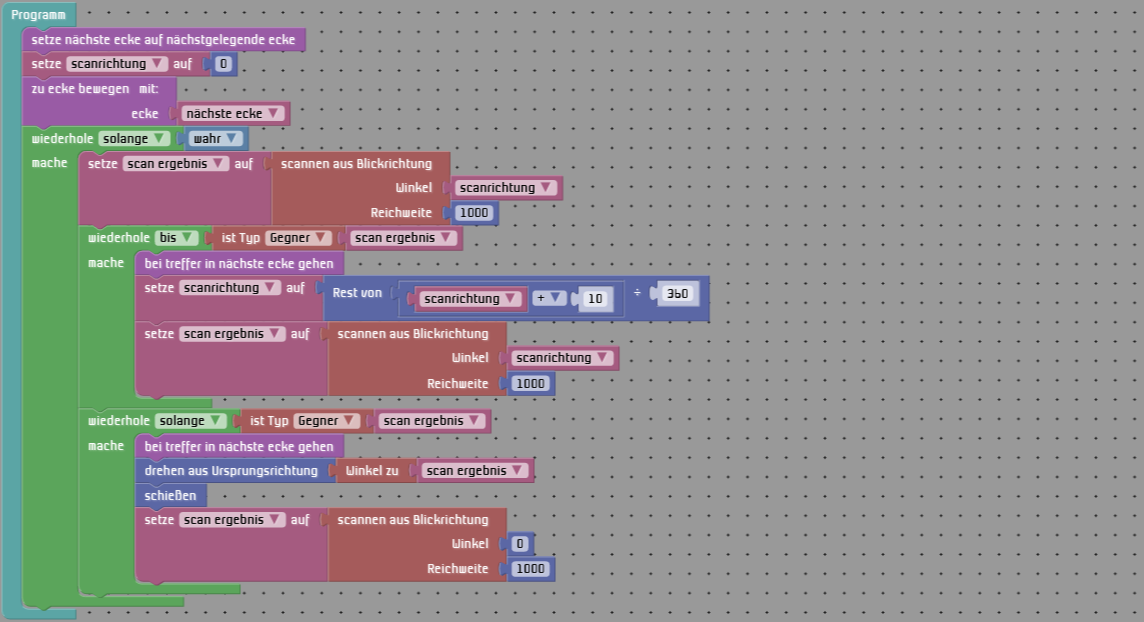 Programm
setze nächste ecke auf nächstgelegende ecke
setze scanrichtung auf 0
zu ecke bewegen mit:
ecke nächste ecke
wiederhole solange wahr
mache setze scan ergebnis auf scannen aus Blickrichtung
Winkel scanrichtung
Reichweite 1000
wiederhole bis ist Typ Gegner scan ergebnis
mache bei treffer in nächste ecke gehen
setze scanrichtung auf Rest von scanrichtung + 10 ÷ 360
setze scan ergebnis auf scannen aus Blickrichtung
Winkel scanrichtung
Reichweite 1000
wiederhole solange ist Typ Gegner scan ergebnis
mache bei treffer in nächste ecke gehen
drehen aus Ursprungsrichtung Winkel zu scan ergebnis
schießen
setze scan ergebnis auf scannen aus Blickrichtung
Winkel 0
Reichweite 1000